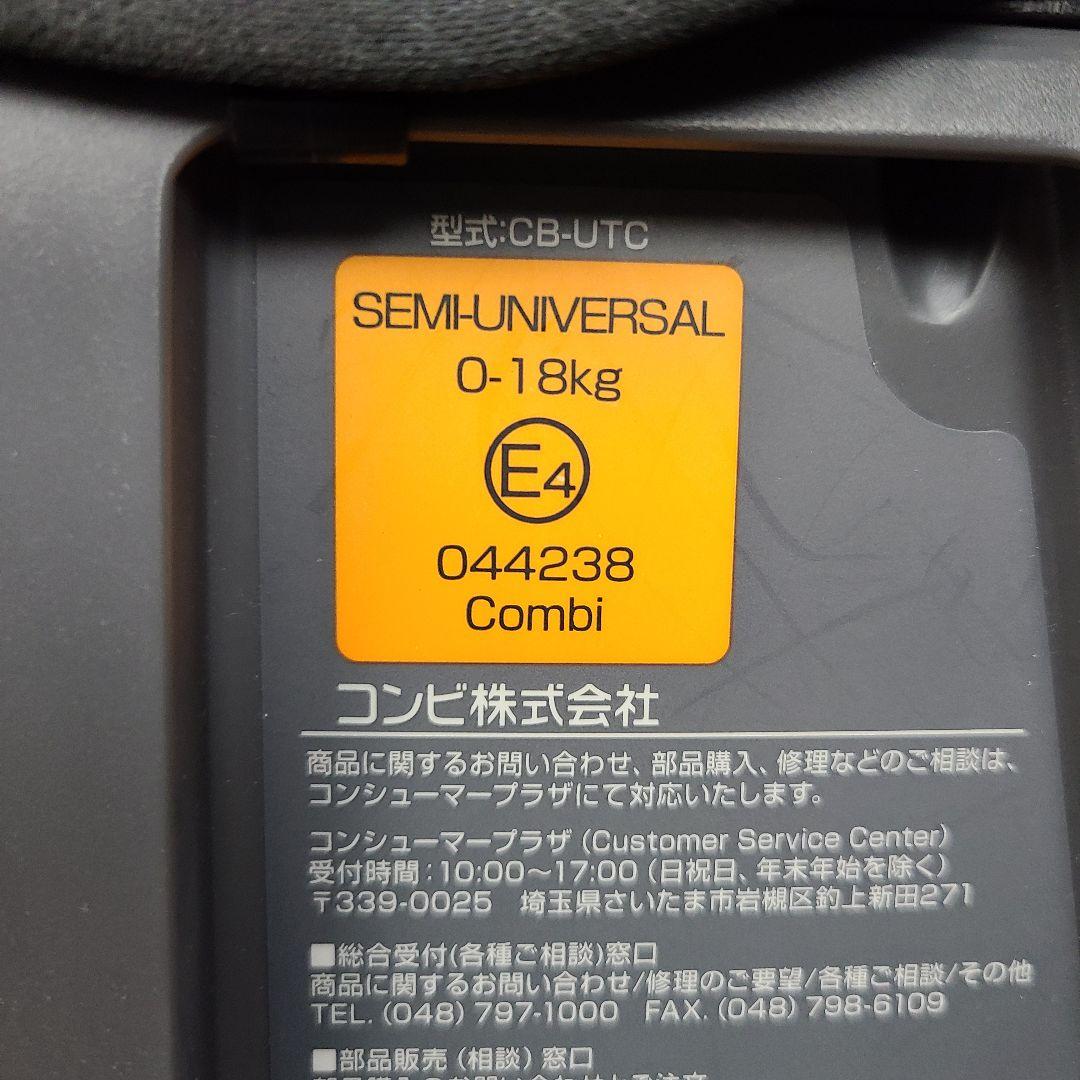 型式:CB-UTC
SEMI-UNIVERSAL
0-18kg
E4
044238
Combi
コンビ株式会社
商品に関するお問い合わせ、部品購入、修理などのご相談は、
コンシューマープラザにて対応いたします。
コンシューマープラザ (Customer Service Center)
受付時間:10:00～17:00 (日祝日、年末年始を除く)
〒339-0025 埼玉県さいたま市岩槻区釣上新田271
■総合受付(各種ご相談)窓口
商品に関するお問い合わせ/修理のご要望/各種ご相談/その他
TEL. (048) 797-1000 FAX. (048) 798-6109
■部品販売 (相談) 窓口